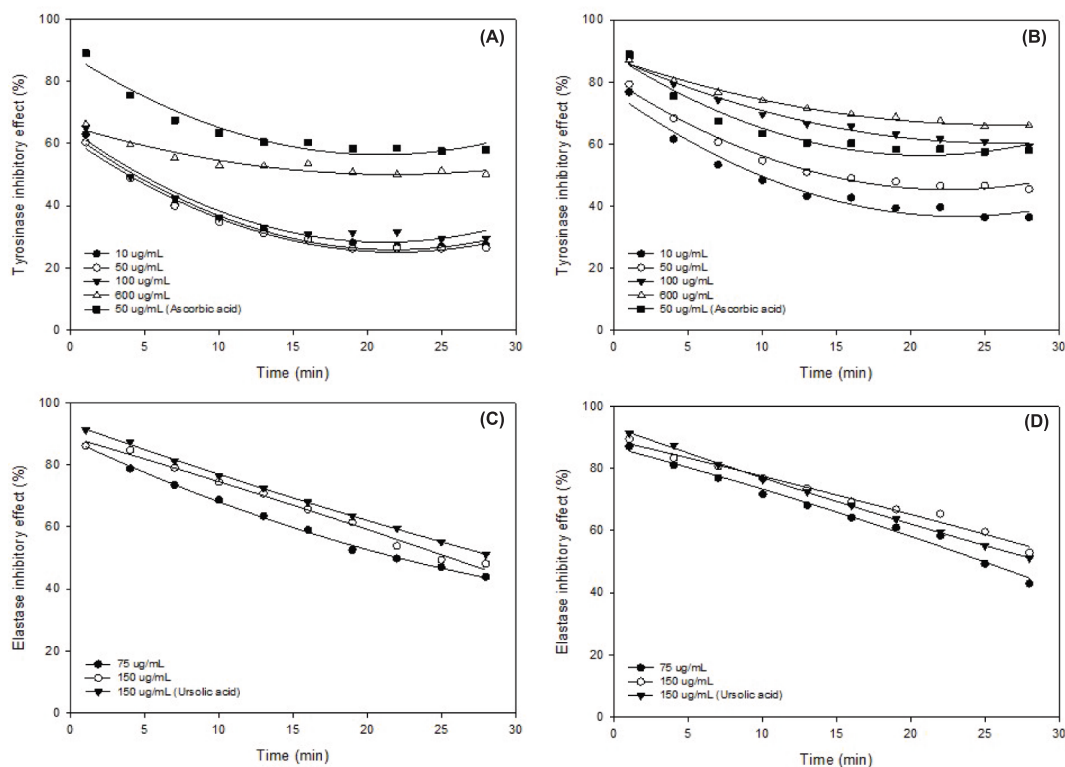 (A)
Tyrosinase inhibitory effect (%)
100
80
60
40
20
0
10 ug/mL
50 ug/mL
100 ug/mL
600 ug/mL
50 ug/mL (Ascorbic acid)
0 5 10 15 20 25 30
Time (min)
(B)
Tyrosinase inhibitory effect (%)
100
80
60
40
20
0
10 ug/mL
50 ug/mL
100 ug/mL
600 ug/mL
50 ug/mL (Ascorbic acid)
0 5 10 15 20 25 30
Time (min)
(C)
Elastase inhibitory effect (%)
100
80
60
40
20
0
75 ug/mL
150 ug/mL
150 ug/mL (Ursolic acid)
0 5 10 15 20 25 30
Time (min)
(D)
Elastase inhibitory effect (%)
100
80
60
40
20
0
75 ug/mL
150 ug/mL
150 ug/mL (Ursolic acid)
0 5 10 15 20 25 30
Time (min)